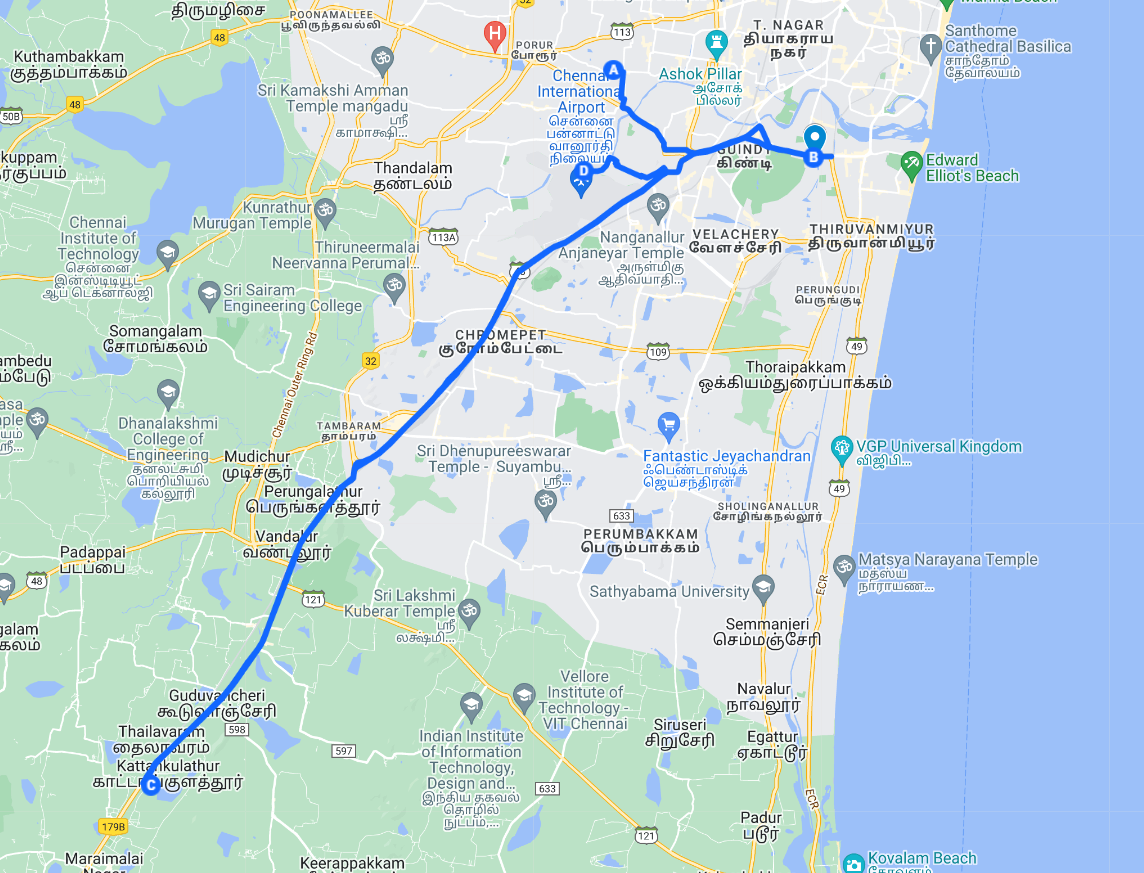 திருமழிசை
POONAMALLEE
பூவிருந்தவல்லி
48
32
H
113
T. NAGAR
தியாகராய
நகர்
PORUR
போரூர்
Santhome
Cathedral Basilica
சாந்தோம்
தேவாலயம்
Kuthambakkam
குத்தம்பாக்கம்
48
50B
Sri Kamakshi Amman
Temple mangadu
ஸ்ரீ
காமாக்ஷி...
A
Chennai
International
Airport
சென்னை
பன்னாட்டு
வானூர்தி
நிலையம்
Ashok Pillar
அசோக்
பில்லர்
GUINDY
கிண்டி
B
Edward
Elliot's Beach
Thandalam
தண்டலம்
D
Kunrathur
Murugan Temple
Chennai
Institute of
Technology
சென்னை
இன்ஸ்டிடியூட்
ஆப் டெக்னாலஜி
113A
Thiruneermalai
Neervanna Perumal...
Nanganallur
Anjaneyar Temple
அருள்மிகு
ஆதிவ்யாதி...
VELACHERY
வேளச்சேரி
THIRUVANMIYUR
திருவான்மியூர்
Sri Sairam
Engineering College
PERUNGUDI
பெருங்குடி
Somangalam
சோமங்கலம்
CHROMEPET
குரோம்பேட்டை
109
49
32
Thoraipakkam
ஒக்கியம்துரைப்பாக்கம்
Chennai Outer Ring Rd
Dhanalakshmi
College of
Engineering
தனலட்சுமி
பொறியியல்
கல்லூரி
TAMBARAM
தாம்பரம்
Mudichur
முடிச்சூர்
Sri Dhenupureeswarar
Temple - Suyambu...
ஸ்ரீ...
Fantastic Jeyachandran
ஃபென்டாஸ்டிக்
ஜெயசந்திரன்
VGP Universal Kingdom
விஜிபி...
49
Perungalathur
பெருங்களத்தூர்
SHOLINGANALLUR
சோழிங்கநல்லூர்
633
PERUMBAKKAM
பெரும்பாக்கம்
Vandalur
வண்டலூர்
Padappai
படப்பை
48
Matsya Narayana Temple
மத்ஸ்ய
நாராயண...
ECR
Sathyabama University
121
Sri Lakshmi
Kuberar Temple
ஸ்ரீ
லக்ஷ்மி...
Semmanjeri
செம்மஞ்சேரி
Vellore
Institute of
Technology -
VIT Chennai
Guduvancheri
கூடுவாஞ்சேரி
Navalur
நாவலூர்
598
Thailavaram
தைலாவரம்
Indian Institute
of Information
Technology,
Design and...
இந்திய தகவல்
தொழில்
நுட்பம்,...
597
Siruseri
சிறுசேரி
Egattur
ஏகாட்டூர்
Kattankulathur
காட்டாங்குளத்தூர்
C
633
ECR
179B
Padur
படூர்
121
Maraimalai
Keerappakkam
Kovalam Beach